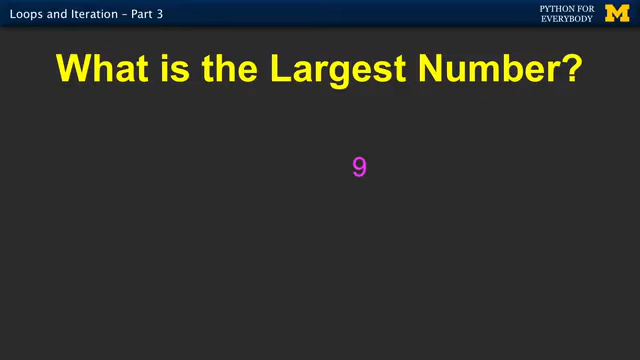 Loops and Iteration – Part 3
PYTHON FOR
EVERYBODY
M
What is the Largest Number?
9